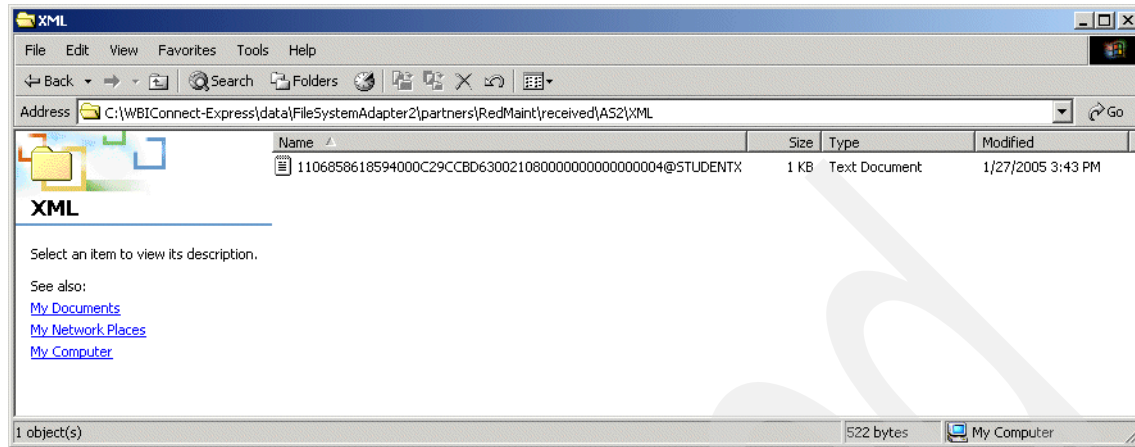 XML
File Edit View Favorites Tools Help
Back Search Folders
Address C:\WBIConnect-Express\data\FileSystemAdapter2\partners\RedMaint\received\AS2\XML Go
Name Size Type Modified
1106858618594000C29CCBD630021080000000000000004@STUDENTX 1 KB Text Document 1/27/2005 3:43 PM
XML
Select an item to view its description.
See also:
My Documents
My Network Places
My Computer
1 object(s) 522 bytes My Computer